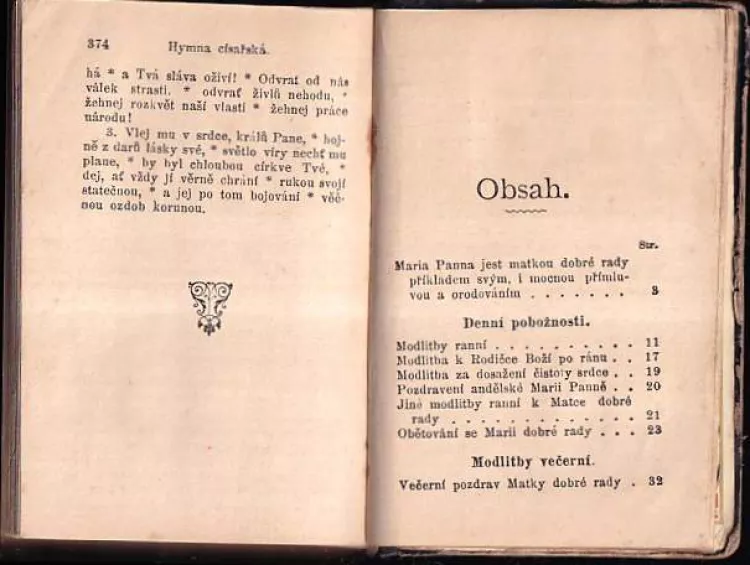 374 Hymna císařská.
há * a Tvá sláva oživí! * Odvrať od nás
válek strasti, * odvrať živlů nehodu, *
žehnej rozkvět naší vlasti * žehnej práce
národu!
3. Vlej mu v srdce, králů Pane, * hoj-
ně z darů lásky své, * světlo víry nechť mu
plane, * by byl chloubou církve Tvé, *
dej, ať vždy jí věrně chrání * rukou svojí
statečnou, * a jej po tom bojování * věč-
nou ozdob korunou.
Obsah.
Str.
Maria Panna jest matkou dobré rady
příkladem svým, i mocnou přímlu-
vou a orodováním . . . . . . . 3
Denní pobožnosti.
Modlitby ranní . . . . . . . . . . 11
Modlitba k Rodičce Boží po ránu . . 17
Modlitba za dosažení čistoty srdce . . 19
Pozdravení andělské Marii Panně . . 20
Jiné modlitby ranní k Matce dobré
rady . . . . . . . . . . . . . 21
Obětování se Marii dobré rady . . . 23
Modlitby večerní.
Večerní pozdrav Matky dobré rady . 32